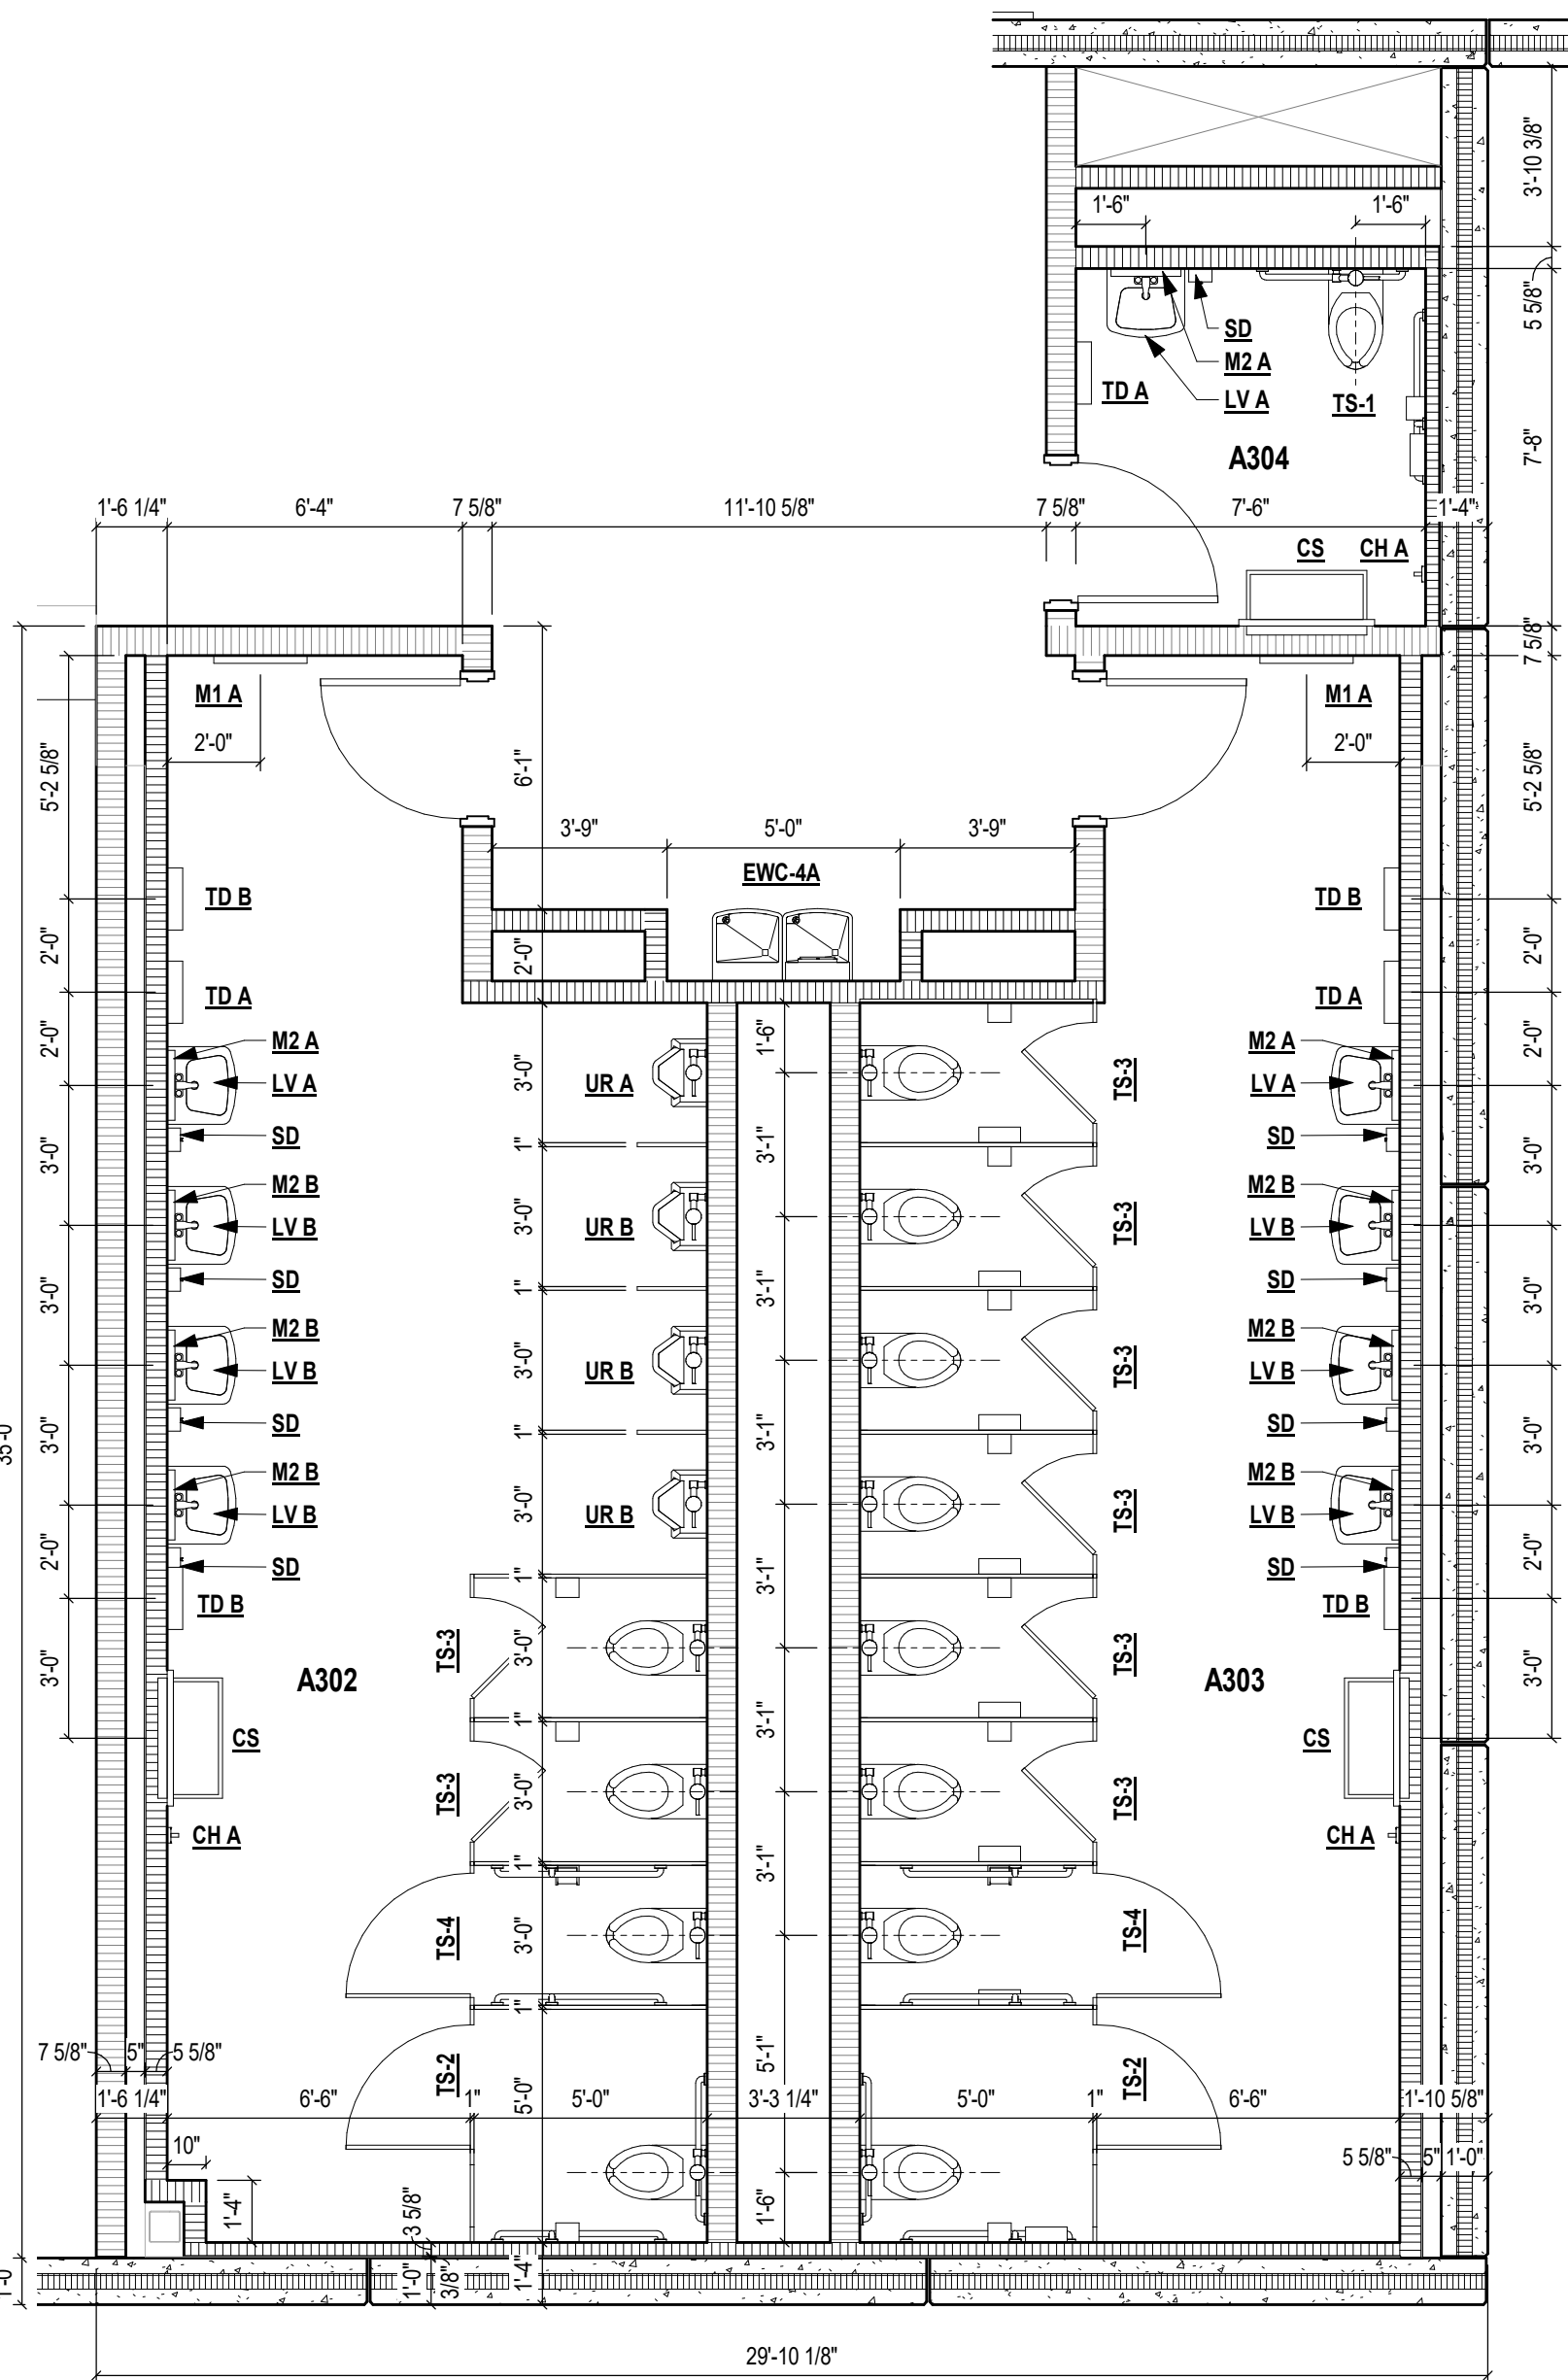 3'-10 3/8"
1'-6"
1'-6"
5 5/8"
SD
M2 A
TD A
LV A
TS-1
A304
7'-8"
1'-6 1/4"
6'-4"
7 5/8"
11'-10 5/8"
7 5/8"
7'-6"
1'-4"
CS
CH A
7 5/8"
M1 A
M1 A
2'-0"
2'-0"
5'-2 5/8"
6'-1"
5'-2 5/8"
3'-9"
5'-0"
3'-9"
EWC-4A
TD B
TD B
2'-0"
2'-0"
2'-0"
TD A
TD A
1'-6"
2'-0"
2'-0"
M2 A
M2 A
LV A
3'-0"
UR A
TS-3
LV A
SD
1"
3'-1"
SD
3'-0"
3'-0"
M2 B
M2 B
LV B
3'-0"
UR B
TS-3
LV B
SD
1"
3'-1"
SD
3'-0"
3'-0"
M2 B
M2 B
LV B
3'-0"
UR B
TS-3
LV B
SD
1"
3'-1"
SD
3'-0"
3'-0"
35'-0
M2 B
M2 B
LV B
3'-0"
UR B
TS-3
LV B
SD
1"
3'-1"
SD
2'-0"
2'-0"
TD B
TD B
TS-3
3'-0"
TS-3
3'-0"
3'-0"
A302
A303
1"
3'-1"
CS
CS
TS-3
3'-0"
TS-3
CH A
CH A
1"
3'-1"
TS-4
3'-0"
TS-4
1"
7 5/8"
5"
5 5/8"
5'-1"
TS-2
TS-2
1'-6 1/4"
6'-6"
1"
5'-0"
5'-0"
3'-3 1/4"
5'-0"
1"
6'-6"
1'-10 5/8"
10"
5 5/8"
5"
1'-0"
1'-4"
3 5/8"
1'-6"
1'-0"
3/8"
1'-4"
1'-0
29'-10 1/8"